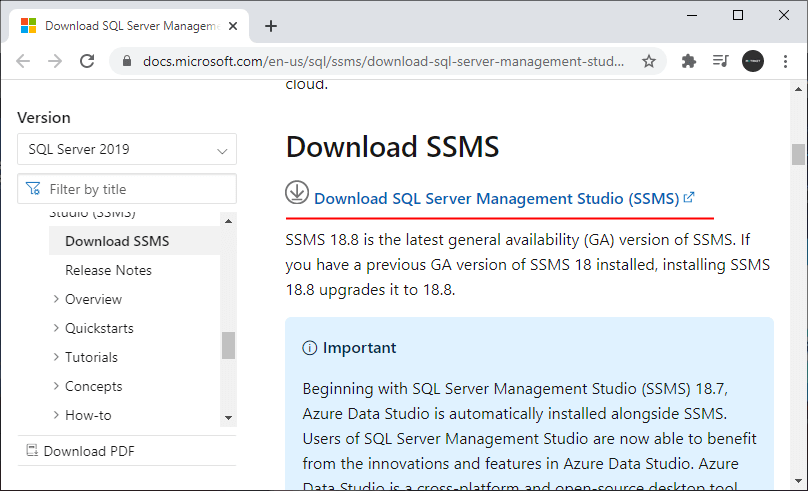 Download SQL Server Manageme
docs.microsoft.com/en-us/sql/ssms/download-sql-server-management-stud...
cloud.
Version
SQL Server 2019
Filter by title
Studio (SSMS)
Download SSMS
Release Notes
Overview
Quickstarts
Tutorials
Concepts
How-to
Download PDF
Download SSMS
Download SQL Server Management Studio (SSMS)
SSMS 18.8 is the latest general availability (GA) version of SSMS. If
you have a previous GA version of SSMS 18 installed, installing SSMS
18.8 upgrades it to 18.8.
Important
Beginning with SQL Server Management Studio (SSMS) 18.7,
Azure Data Studio is automatically installed alongside SSMS.
Users of SQL Server Management Studio are now able to benefit
from the innovations and features in Azure Data Studio. Azure
Data Studio is a cross-platform and open-source desktop tool